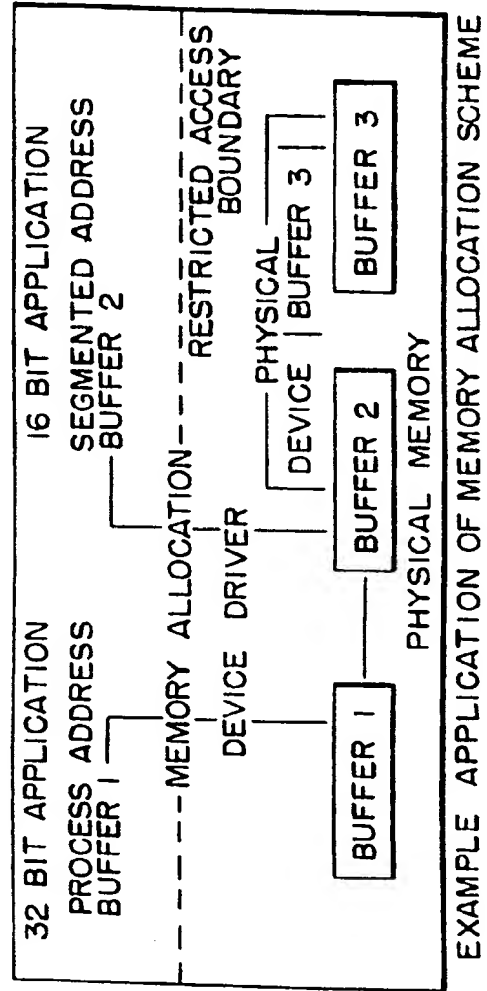 32 BIT APPLICATION
PROCESS ADDRESS
BUFFER 1
16 BIT APPLICATION
SEGMENTED ADDRESS
BUFFER 2
MEMORY ALLOCATION
RESTRICTED ACCESS
BOUNDARY
DEVICE DRIVER
PHYSICAL
DEVICE
BUFFER 3
BUFFER 1
BUFFER 2
BUFFER 3
PHYSICAL MEMORY
EXAMPLE APPLICATION OF MEMORY ALLOCATION SCHEME